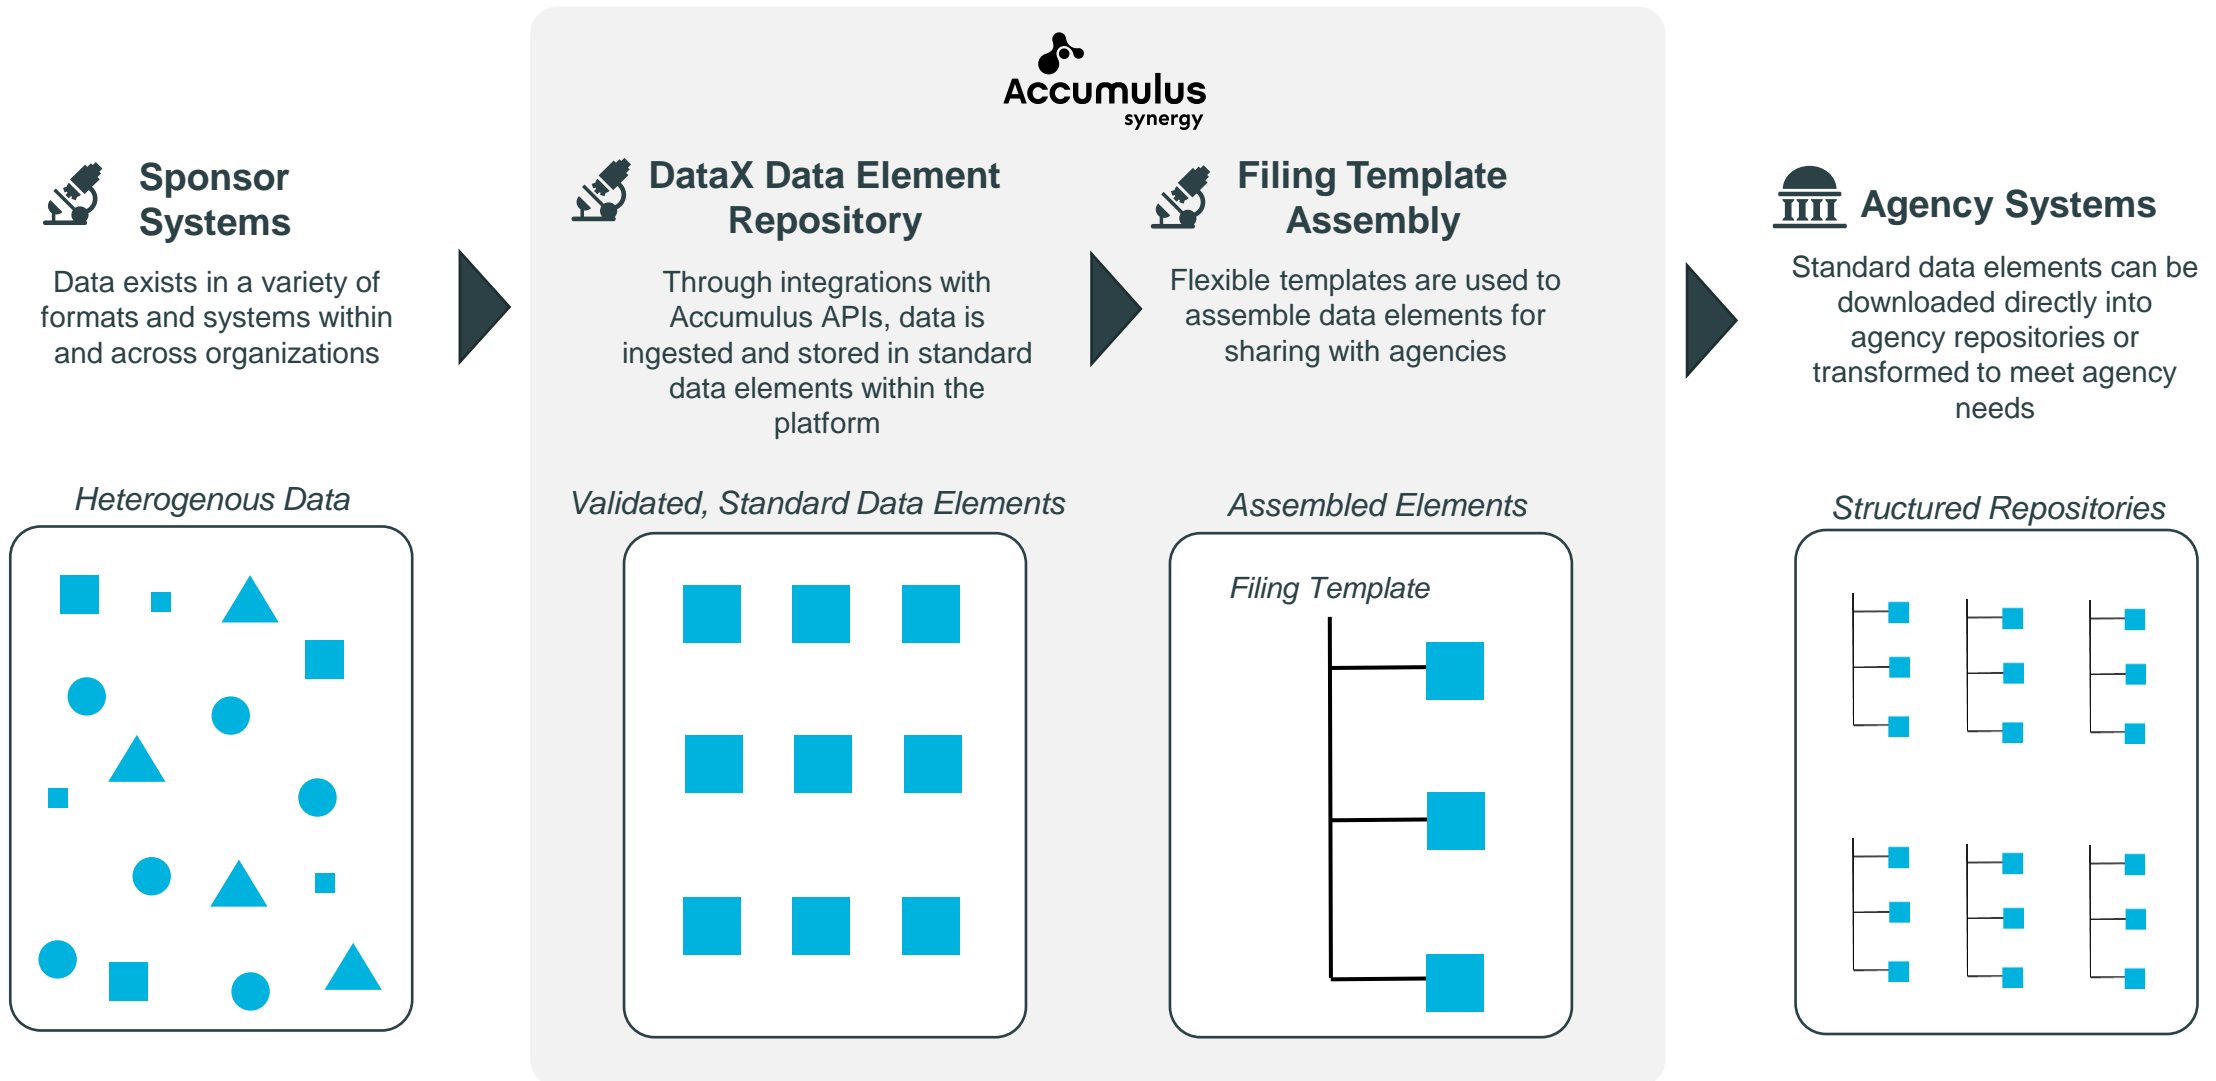 Accumulus
synergy
Sponsor
Systems
Data exists in a variety of
formats and systems within
and across organizations
Heterogenous Data
DataX Data Element
Repository
Through integrations with
Accumulus APIs, data is
ingested and stored in standard
data elements within the
platform
Validated, Standard Data Elements
Filing Template
Assembly
Flexible templates are used to
assemble data elements for
sharing with agencies
Assembled Elements
Filing Template
Agency Systems
Standard data elements can be
downloaded directly into
agency repositories or
transformed to meet agency
needs
Structured Repositories